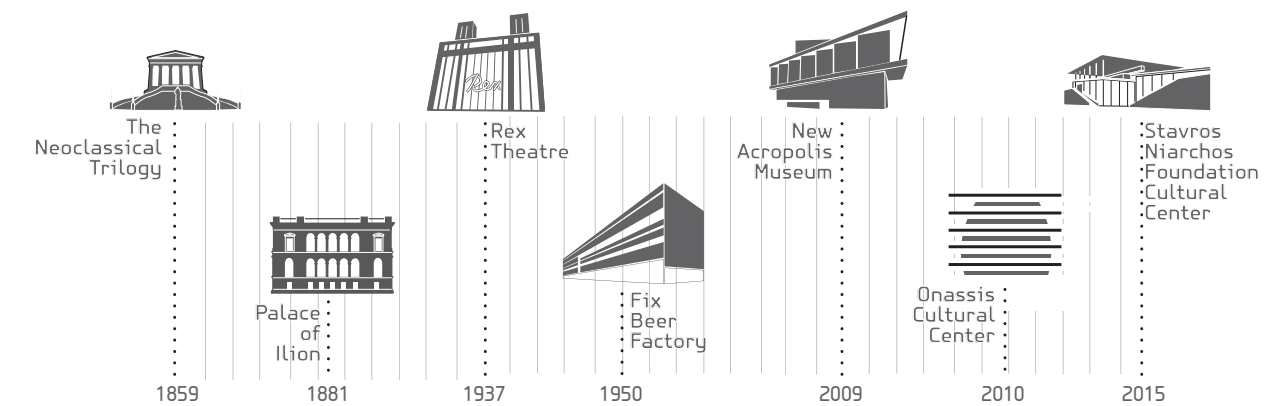 Rex
The
Neoclassical
Trilogy
Rex
Theatre
New
Acropolis
Museum
Stavros
Niarchos
Foundation
Cultural
Center
Palace
of
Ilion
Fix
Beer
Factory
Onassis
Cultural
Center
1859
1881
1937
1950
2009
2010
2015